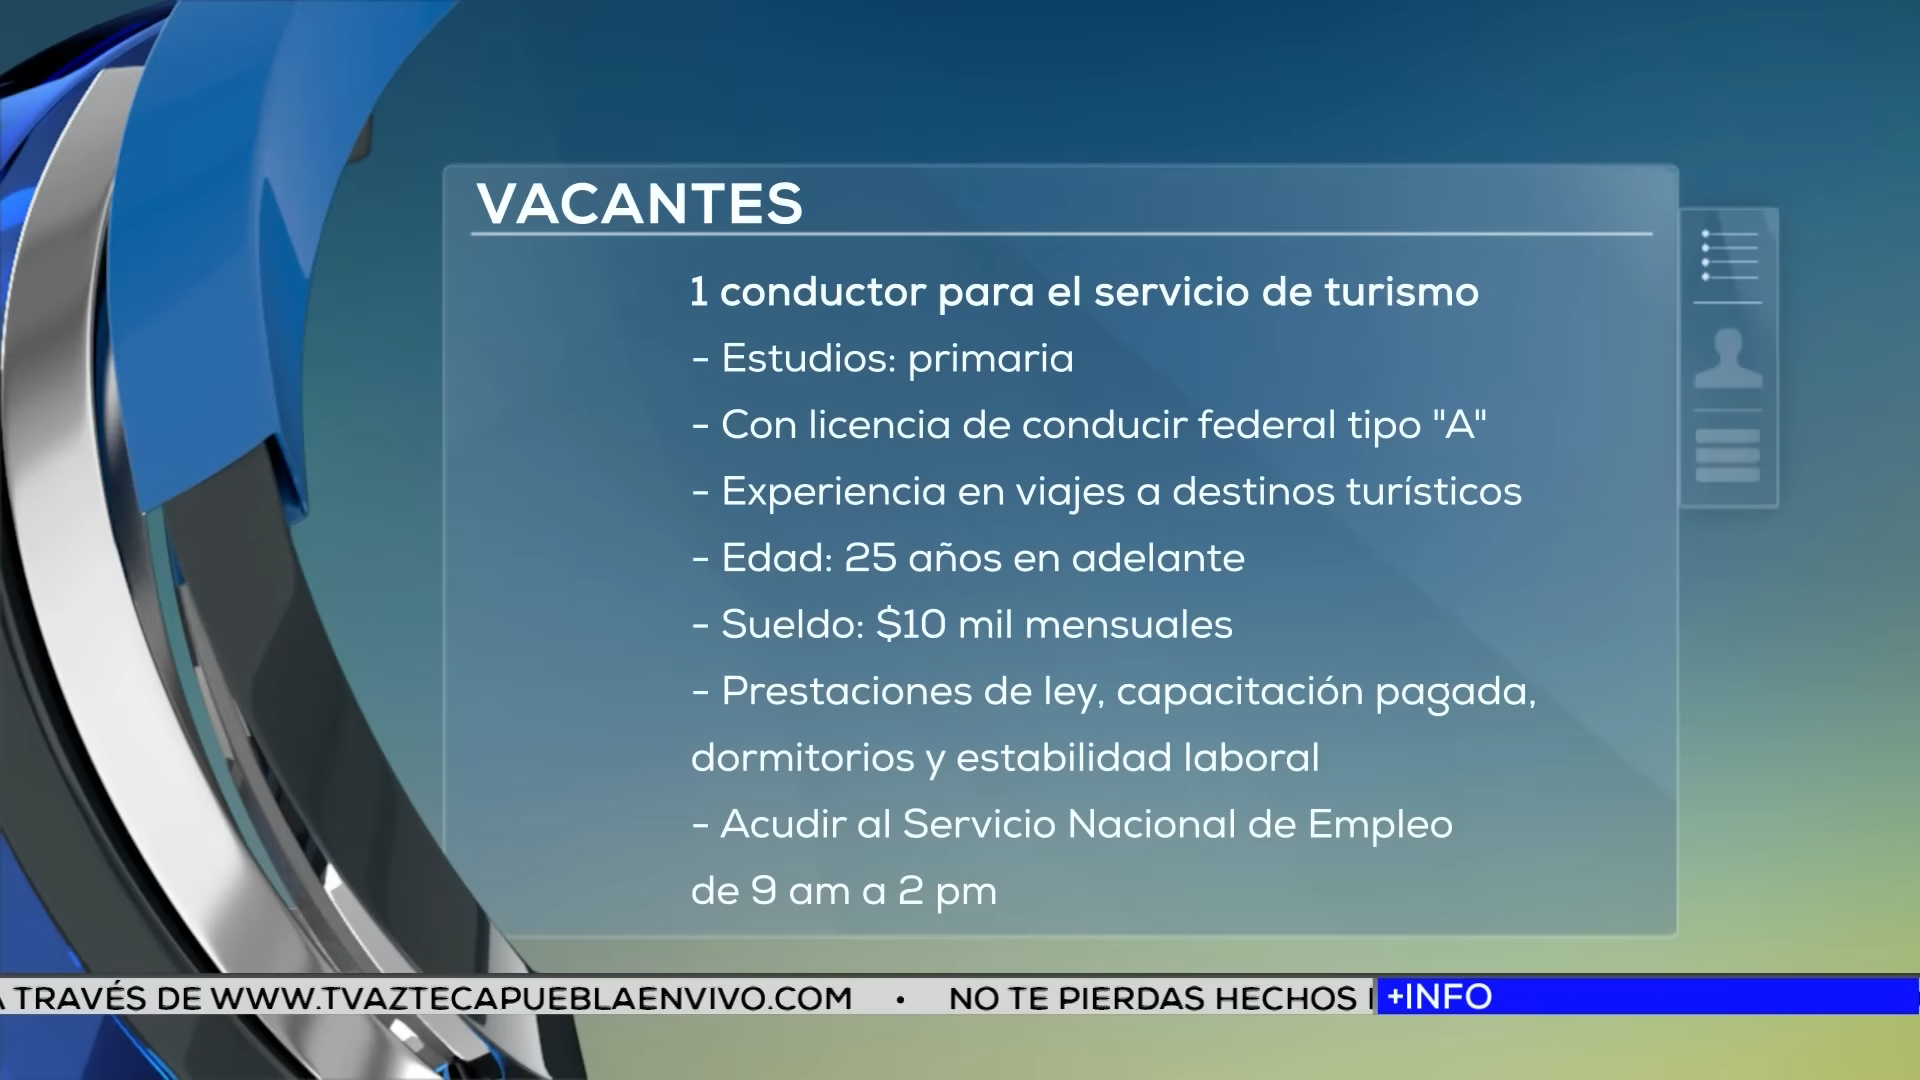 VACANTES
1 conductor para el servicio de turismo
- Estudios: primaria
- Con licencia de conducir federal tipo "A"
- Experiencia en viajes a destinos turísticos
- Edad: 25 años en adelante
- Sueldo: $10 mil mensuales
- Prestaciones de ley, capacitación pagada,
dormitorios y estabilidad laboral
- Acudir al Servicio Nacional de Empleo
de 9 am a 2 pm
A TRAVÉS DE WWW.TVAZTECAPUEBLAENVIVO.COM • NO TE PIERDAS HECHOS
+INFO